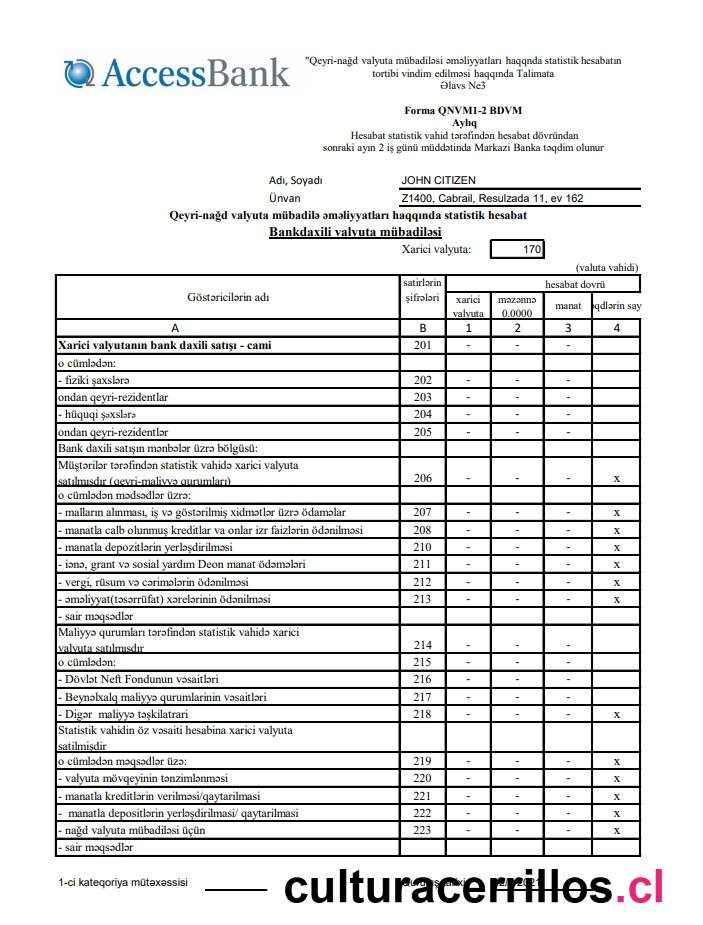 AccessBank
"Qeyri-nağd valyuta mübadiləsi əməliyyatları haqqnda statistik hesabatın
tortibi vindim edilməsi haqqında Talimata
Əlavs Ne3
Forma QNVM1-2 BDVM
Aylıq
Hesabat statistik vahid tərəfindən hesabat dövründan
sonraki ayın 2 iş günü müddətinda Markazi Banka təqdim olunur
Adı, Soyadı JOHN CITIZEN
Ünvan Z1400, Cabrail, Resulzada 11, ev 162
Qeyri-nağd valyuta mübadilə əməliyyatları haqqında statistik hesabat
Bankdaxili valyuta mübadiləsi
Xarici valyuta: 170
(valuta vahidi)
Göstəricilərin adı satirlərin şifrələri hesabat dovrü
xarici valyuta məzənnə 0.0000 manat qdlərin say
A B 1 2 3 4
Xarici valyutanın bank daxili satışı - cami 201 - - -
o cümlədən:
- fiziki şaxslərə 202 - - -
ondan qeyri-rezidentlar 203 - - -
- hüquqi şəxslərə 204 - - -
ondan qeyri-rezidentlər 205 - - -
Bank daxili satışın mənbələr üzrə bölgüsü:
Müştərilər tərəfindən statistik vahidə xarici valyuta
satılmışdır (qeyri-maliyyə qurumları) 206 - - - x
o cümlədən mədsədlər üzrə:
- malların alınması, iş və göstərilmiş xidmətlər üzrə ödəmələr 207 - - - x
- manatla calb olunmuş kreditlar va onlar izr faizlərin ödənilməsi 208 - - - x
- manatla depozitlərin yerləşdirilməsi 210 - - - x
- ianə, grant və sosial yardım Deon manat ödəmələri 211 - - - x
- vergi, rüsum və cərimələrin ödənilməsi 212 - - - x
- əməliyyat(təsərrüfat) xərelərinin ödənilməsi 213 - - - x
- sair məqsədlər
Maliyyə qurumları tərəfindən statistik vahidə xarici
valyuta satılmışdır 214 - - -
o cümlədən: 215 - - -
- Dövlət Neft Fondunun vəsaitləri 216 - - -
- Beynəlxalq maliyyə qurumlarinin vəsaitləri 217 - - -
- Digər maliyyə təşkilatrari 218 - - - x
Statistik vahidin öz vəsaiti hesabina xarici valyuta
satilmişdir
o cümlədən məqsədlər üzə: 219 - - - x
- valyuta mövqeyinin tənzimlənməsi 220 - - - x
- manatla kreditlərin verilməsi/qaytarilmasi 221 - - - x
- manatla depositlərin yerləşdirilməsi/ qaytarilmasi 222 - - - x
- nağd valyuta mübadiləsi üçün 223 - - - x
- sair məqsədlər
1-ci kateqoriya mütəxəssisi
culturacerrillos.cl